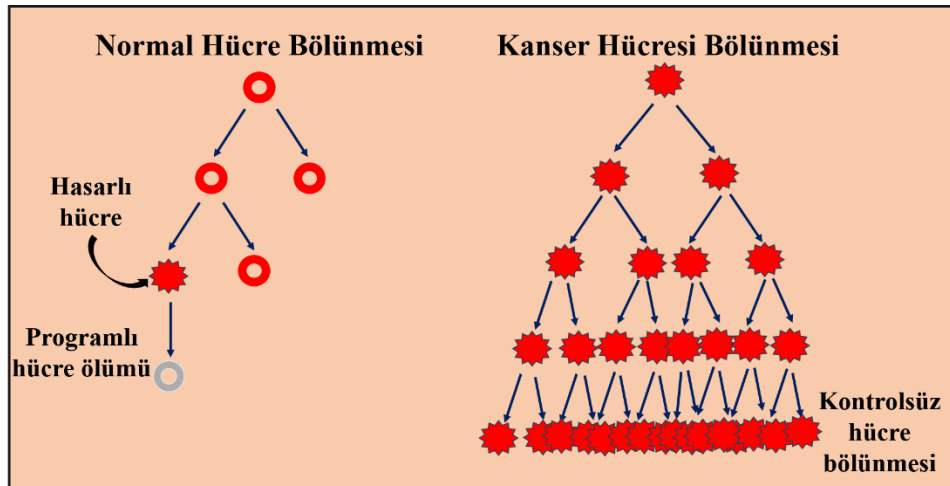 Normal Hücre Bölünmesi
Kanser Hücresi Bölünmesi
Hasarlı
hücre
Programlı
hücre ölümü
Kontrolsüz
hücre
bölünmesi